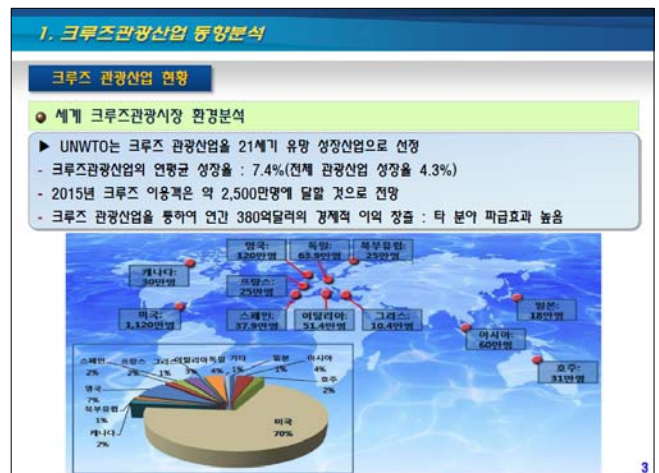 1. 크루즈관광산업 동향분석
크루즈 관광산업 현황
세계 크루즈관광시장 환경분석
▶ UNWTO는 크루즈 관광산업을 21세기 유망 성장산업으로 선정
- 크루즈관광산업의 연평균 성장율 : 7.4%(전체 관광산업 성장율 4.3%)
- 2015년 크루즈 이용객은 약 2,500만명에 달할 것으로 전망
- 크루즈 관광산업을 통하여 연간 380억달러의 경제적 이익 창출 : 타 분야 파급효과 높음
영국:
120만명
독일:
63.9만명
북부유럽:
25만명
캐나다:
30만명
프랑스:
25만명
미국:
1,120만명
스페인:
37.9만명
이탈리아:
51.4만명
그리스:
10.4만명
일본:
18만명
아시아:
60만명
호주:
31만명
스페인
2%
프랑스
2%
그리스
1%
이탈리아
3%
독일
4%
기타
1%
일본
1%
아시아
4%
호주
2%
영국
7%
북부유럽
1%
캐나다
2%
미국
70%
3